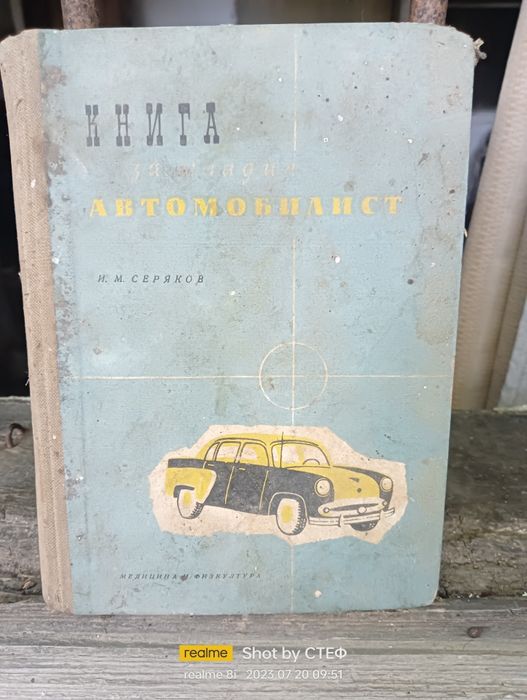 КНИГА
за младия
АВТОМОБИЛИСТ
И. М. СЕРЯКОВ
МЕДИЦИНА И ФИЗКУЛТУРА
realme Shot by СТЕФ
realme 8i 2023.07.20 09:51